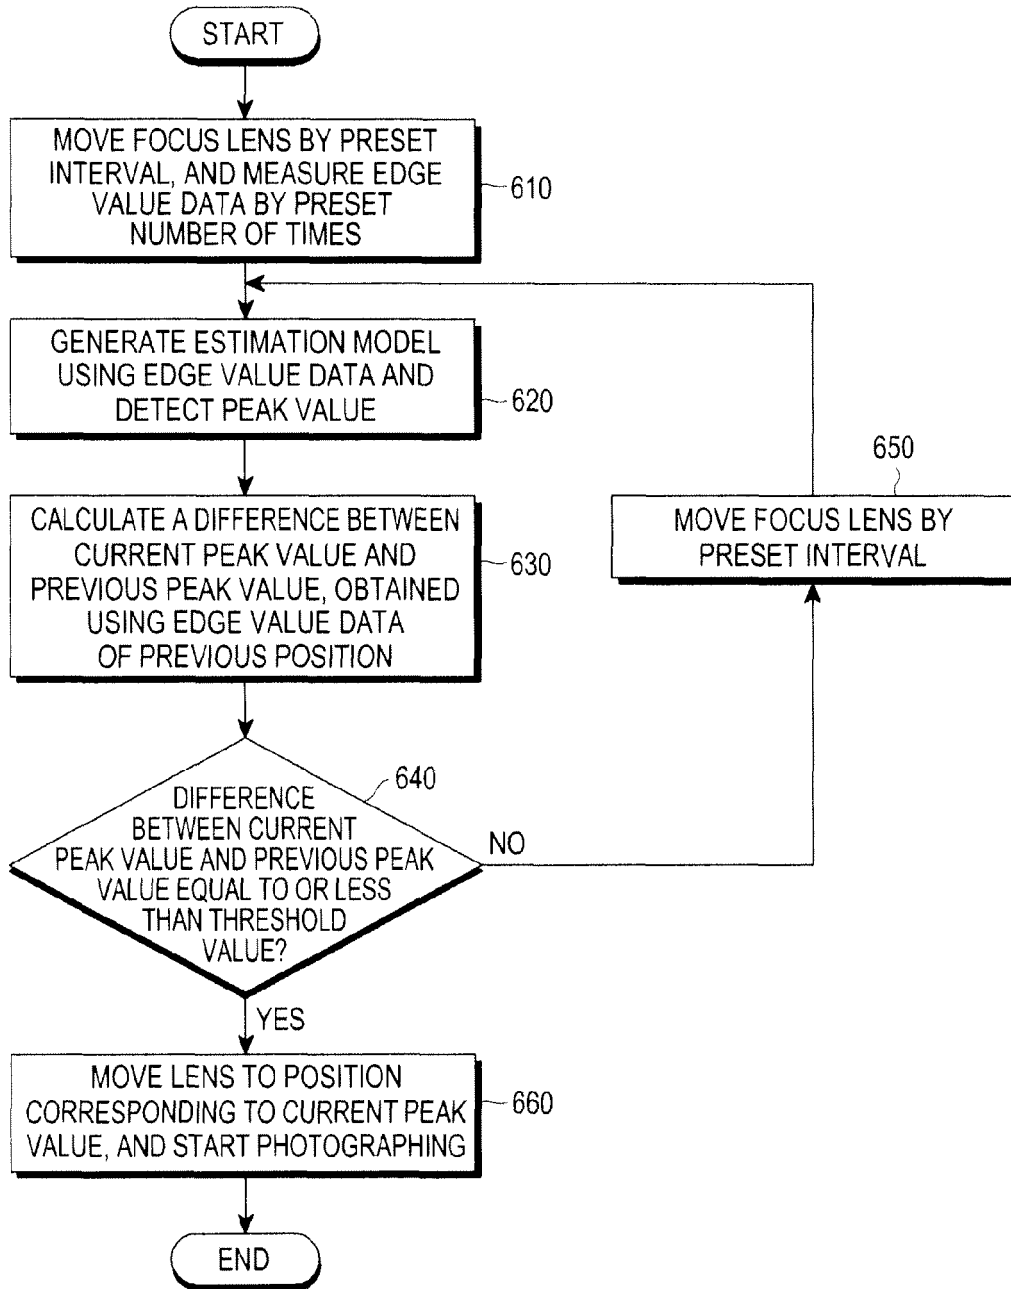 START
MOVE FOCUS LENS BY PRESET
INTERVAL, AND MEASURE EDGE
VALUE DATA BY PRESET
NUMBER OF TIMES
610
GENERATE ESTIMATION MODEL
USING EDGE VALUE DATA AND
DETECT PEAK VALUE
620
CALCULATE A DIFFERENCE BETWEEN
CURRENT PEAK VALUE AND
PREVIOUS PEAK VALUE, OBTAINED
USING EDGE VALUE DATA
OF PREVIOUS POSITION
630
650
MOVE FOCUS LENS BY
PRESET INTERVAL
640
DIFFERENCE
BETWEEN CURRENT
PEAK VALUE AND PREVIOUS PEAK
VALUE EQUAL TO OR LESS
THAN THRESHOLD
VALUE?
NO
YES
MOVE LENS TO POSITION
CORRESPONDING TO CURRENT PEAK
VALUE, AND START PHOTOGRAPHING
660
END